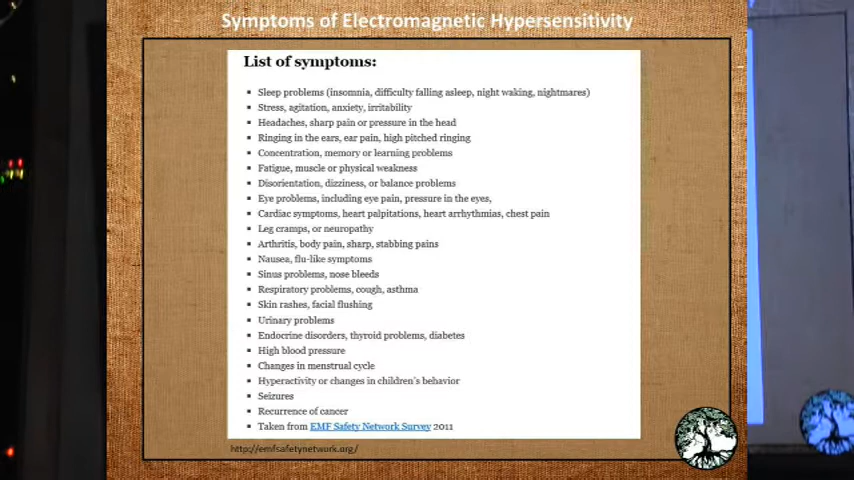 Symptoms of Electromagnetic Hypersensitivity
List of symptoms:
Sleep problems (insomnia, difficulty falling asleep, night waking, nightmares)
Stress, agitation, anxiety, irritability
Headaches, sharp pain or pressure in the head
Ringing in the ears, ear pain, high pitched ringing
Concentration, memory or learning problems
Fatigue, muscle or physical weakness
Disorientation, dizziness, or balance problems
Eye problems, including eye pain, pressure in the eyes,
Cardiac symptoms, heart palpitations, heart arrhythmias, chest pain
Leg cramps, or neuropathy
Arthritis, body pain, sharp, stabbing pains
Nausea, flu-like symptoms
Sinus problems, nose bleeds
Respiratory problems, cough, asthma
Skin rashes, facial flushing
Urinary problems
Endocrine disorders, thyroid problems, diabetes
High blood pressure
Changes in menstrual cycle
Hyperactivity or changes in children's behavior
Seizures
Recurrence of cancer
Taken from EMF Safety Network Survey 2011
http://emfsafetynetwork.org/